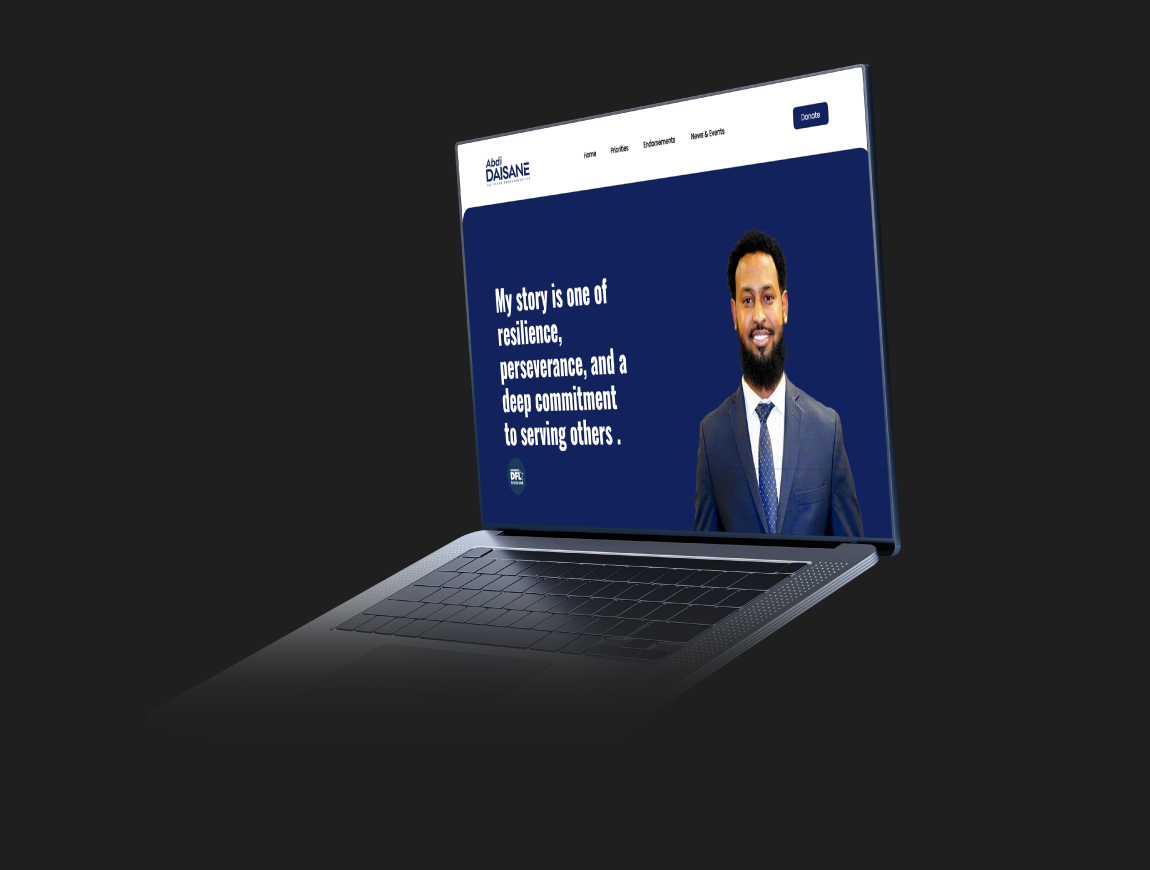 Abdi
DAISANE
Home
Priorities
Endorsements
News & Events
Donate
My story is one of
resilience,
perseverance, and a
deep commitment
to serving others .
DFL